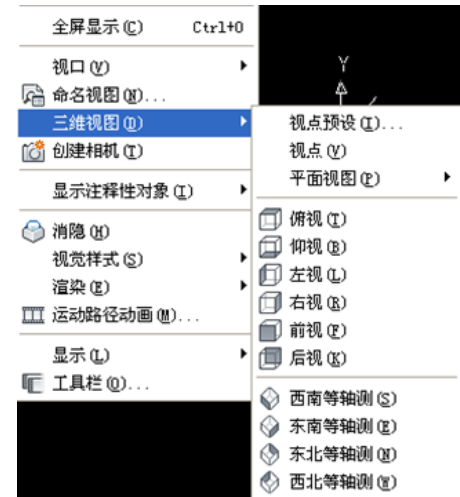 全屏显示(C) Ctrl+0
视口(V)
命名视图(N)...
三维视图(D)
创建相机(T)
显示注释性对象(I)
消隐(H)
视觉样式(S)
渲染(E)
运动路径动画(M)...
显示(L)
工具栏(O)...
Y
视点预设(I)...
视点(V)
平面视图(P)
俯视(T)
仰视(B)
左视(L)
右视(R)
前视(F)
后视(K)
西南等轴测(S)
东南等轴测(E)
东北等轴测(N)
西北等轴测(W)